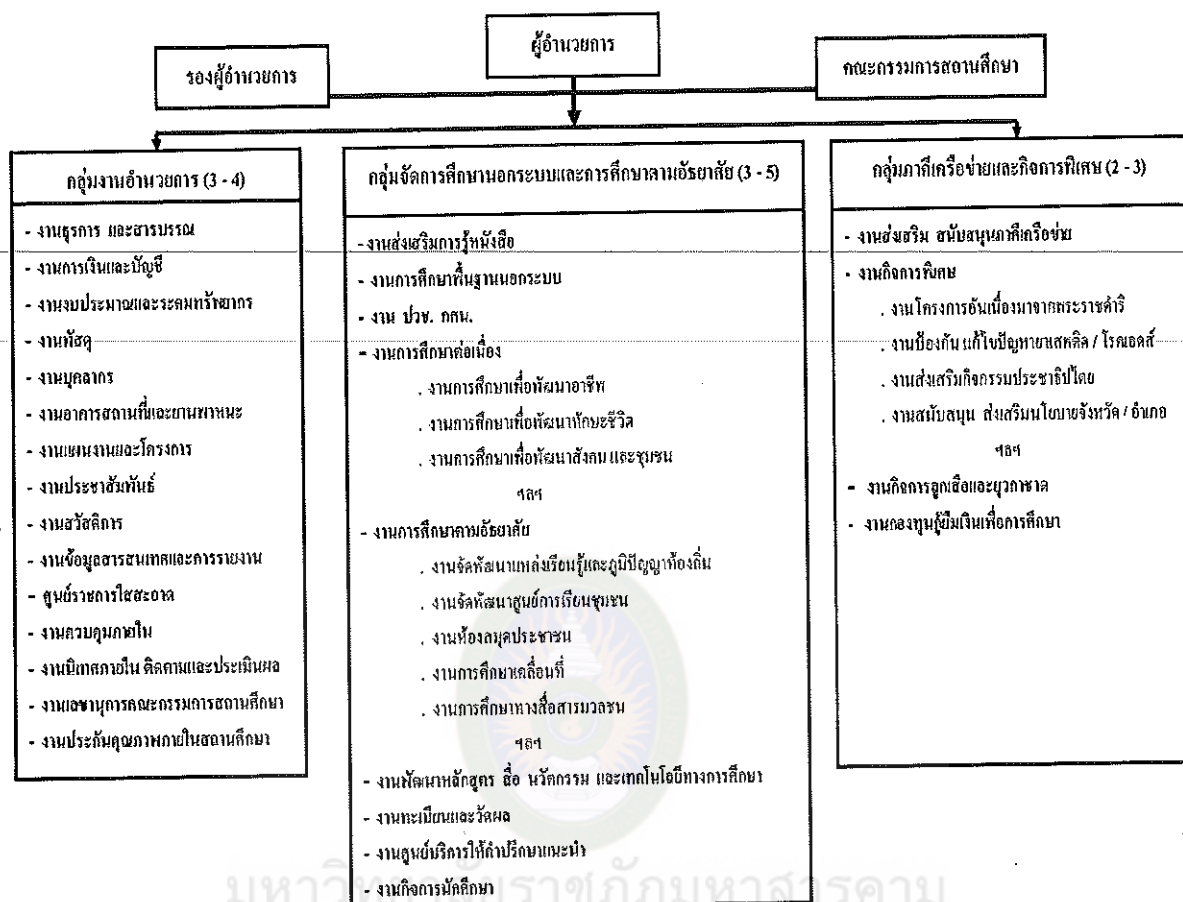 ผู้อำนวยการ
รองผู้อำนวยการ
คณะกรรมการสถานศึกษา
กลุ่มงานอำนวยการ (3 - 4)
- งานธุรการ และสารบรรณ
- งานการเงินและบัญชี
- งานงบประมาณและระดมทรัพยากร
- งานพัสดุ
- งานบุคลากร
- งานอาคารสถานที่และยานพาหนะ
- งานแผนงานและโครงการ
- งานประชาสัมพันธ์
- งานสวัสดิการ
- งานข้อมูลสารสนเทศและการรายงาน
- ศูนย์ราชการใสสะอาด
- งานควบคุมภายใน
- งานนิเทศภายใน ติดตามและประเมินผล
- งานเลขานุการคณะกรรมการสถานศึกษา
- งานประกันคุณภาพภายในสถานศึกษา
กลุ่มจัดการศึกษานอกระบบและการศึกษาตามอัธยาศัย (3 - 5)
- งานส่งเสริมการรู้หนังสือ
- งานการศึกษาพื้นฐานนอกระบบ
- งาน ปวช. กศน.
- งานการศึกษาต่อเนื่อง
. งานการศึกษาเพื่อพัฒนาอาชีพ
. งานการศึกษาเพื่อพัฒนาทักษะชีวิต
. งานการศึกษาเพื่อพัฒนาสังคม และชุมชน
ฯลฯ
- งานการศึกษาตามอัธยาศัย
. งานจัดพัฒนาแหล่งเรียนรู้และภูมิปัญญาท้องถิ่น
. งานจัดพัฒนาศูนย์การเรียนชุมชน
. งานห้องสมุดประชาชน
. งานการศึกษาเคลื่อนที่
. งานการศึกษาทางสื่อสารมวลชน
ฯลฯ
- งานพัฒนาหลักสูตร สื่อ นวัตกรรม และเทคโนโลยีทางการศึกษา
- งานทะเบียนและวัดผล
- งานศูนย์บริการให้คำปรึกษาแนะนำ
- งานกิจการนักศึกษา
กลุ่มภาคีเครือข่ายและกิจการพิเศษ (2 - 3)
- งานส่งเสริม สนับสนุนภาคีเครือข่าย
- งานกิจการพิเศษ
. งานโครงการอันเนื่องมาจากพระราชดำริ
. งานป้องกัน แก้ไขปัญหายาเสพติด / โรคเอดส์
. งานส่งเสริมกิจกรรมประชาธิปไตย
. งานสนับสนุน ส่งเสริมนโยบายจังหวัด / อำเภอ
ฯลฯ
- งานกิจการลูกเสือและยุวกาชาด
- งานกองทุนกู้ยืมเงินเพื่อการศึกษา
มหาวิทยาลัยราชภัฏมหาสารคาม